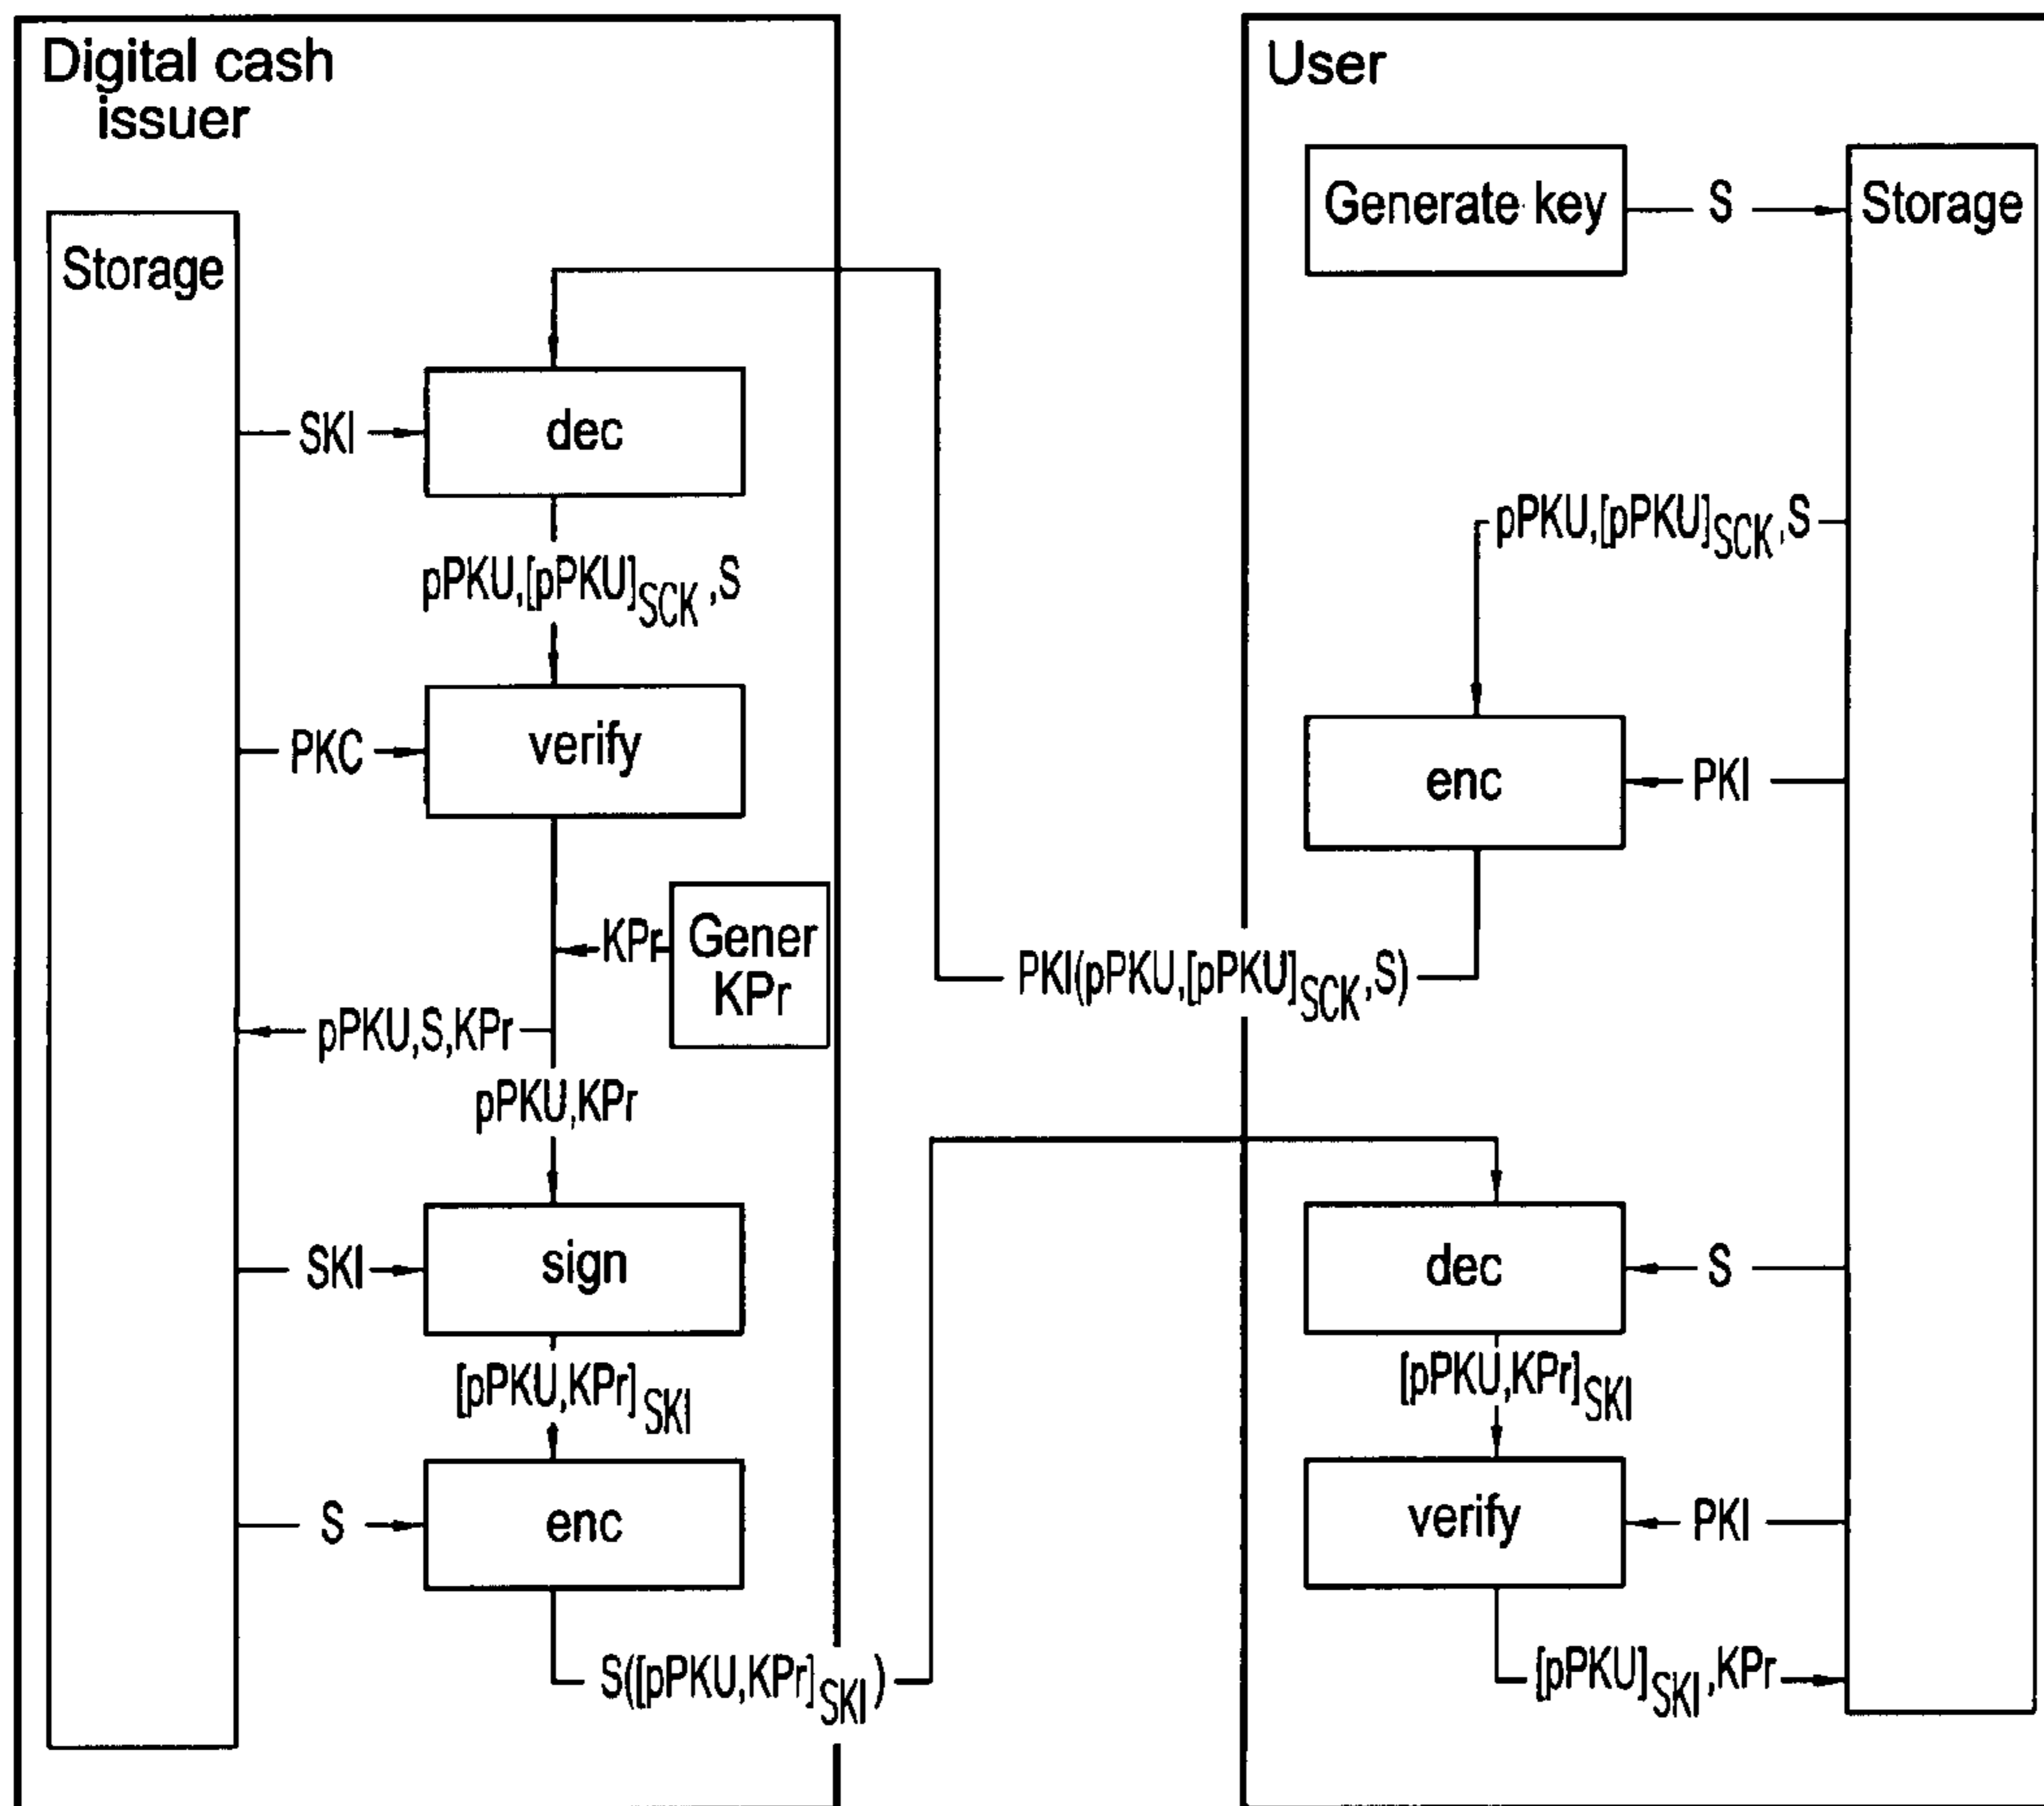 Digital cash
issuer
Storage
SKI
dec
pPKU,[pPKU]SCK ,S
PKC
verify
KPr
Gener
KPr
pPKU,S,KPr
pPKU,KPr
SKI
sign
[pPKU,KPr]SKI
S
enc
S([pPKU,KPr]SKI)
PKI(pPKU,[pPKU]SCK,S)
User
Generate key
S
Storage
pPKU,[pPKU]SCK,S
enc
PKI
dec
S
[pPKU,KPr]SKI
verify
PKI
[pPKU]SKI,KPr